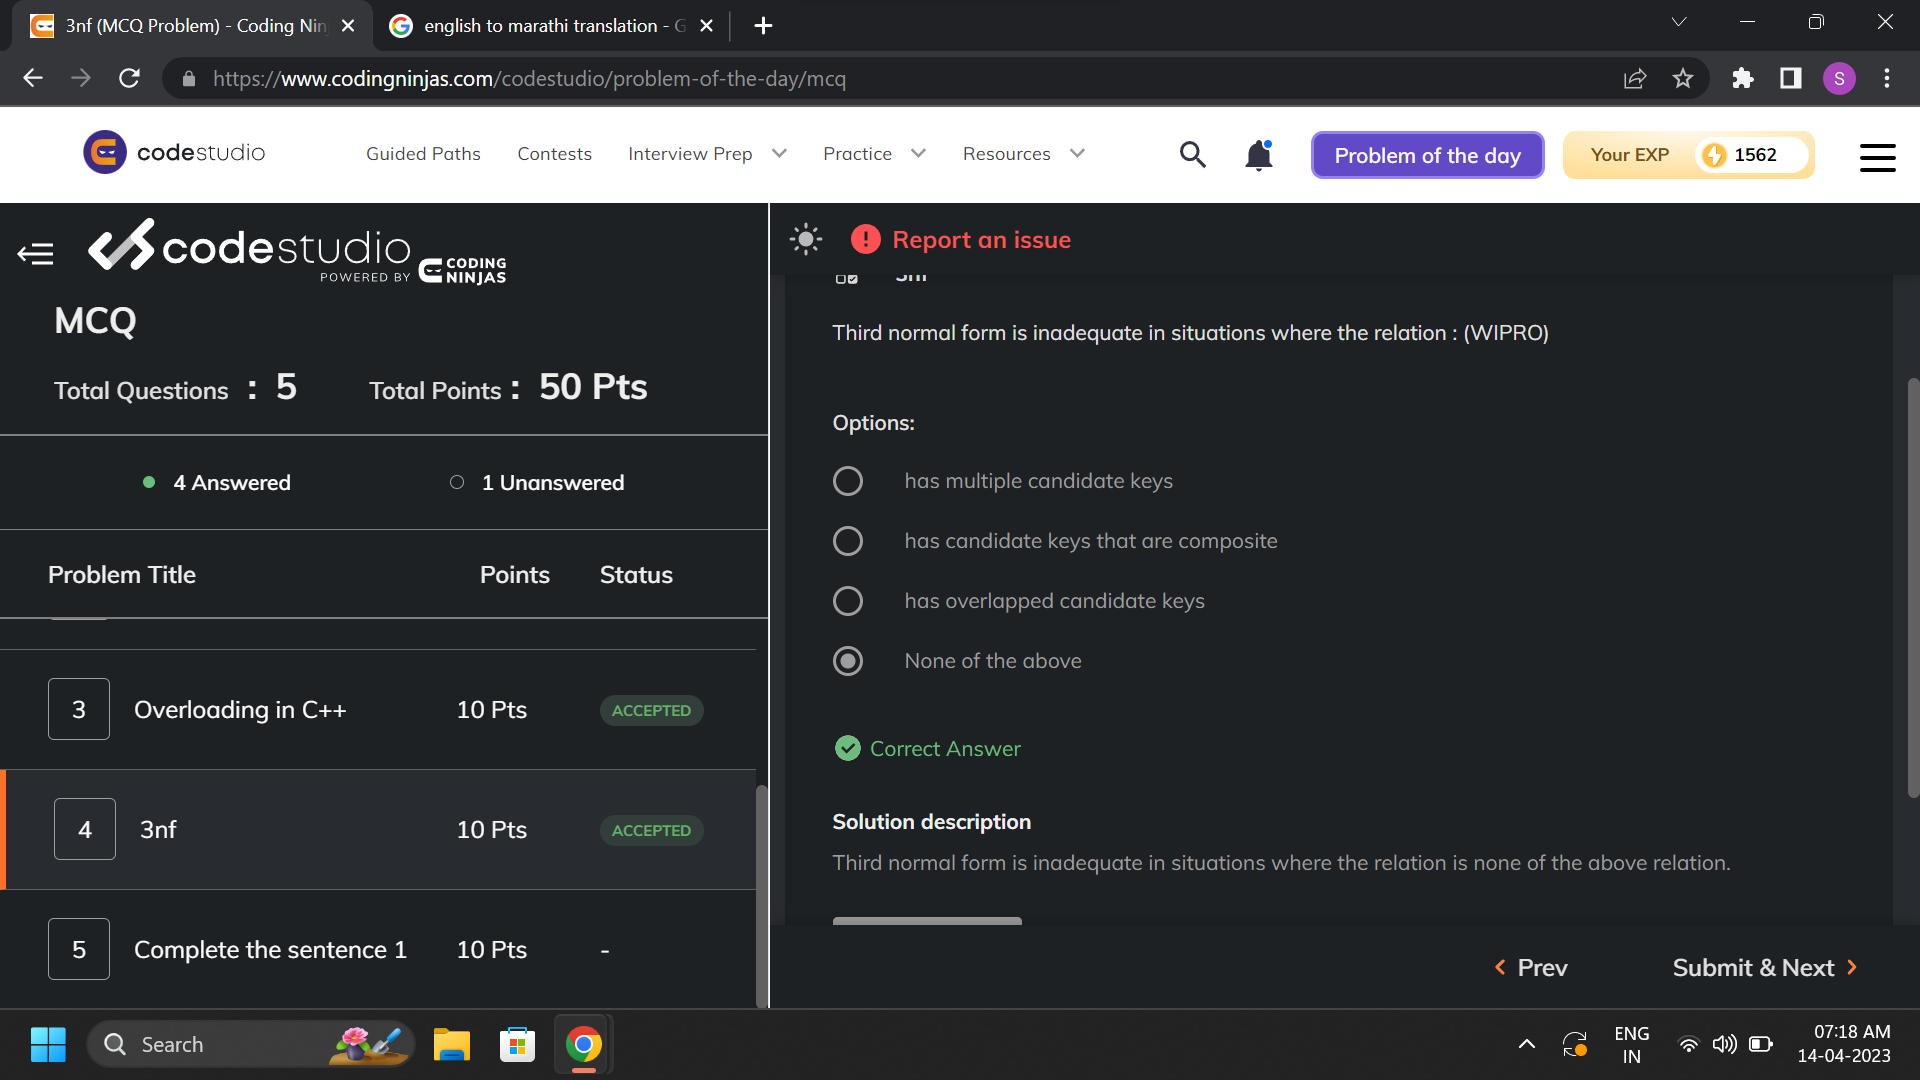 3nf (MCQ Problem) - Coding Nin
english to marathi translation - G
https://www.codingninjas.com/codestudio/problem-of-the-day/mcq
S
codestudio
Guided Paths
Contests
Interview Prep
Practice
Resources
Problem of the day
Your EXP
1562
codestudio
POWERED BY
CODING
NINJAS
MCQ
Total Questions : 5
Total Points : 50 Pts
4 Answered
1 Unanswered
Problem Title
Points
Status
3
Overloading in C++
10 Pts
ACCEPTED
4
3nf
10 Pts
ACCEPTED
5
Complete the sentence 1
10 Pts
-
Report an issue
3nf
Third normal form is inadequate in situations where the relation : (WIPRO)
Options:
has multiple candidate keys
has candidate keys that are composite
has overlapped candidate keys
None of the above
Correct Answer
Solution description
Third normal form is inadequate in situations where the relation is none of the above relation.
Prev
Submit & Next
Search
ENG
IN
07:18 AM
14-04-2023